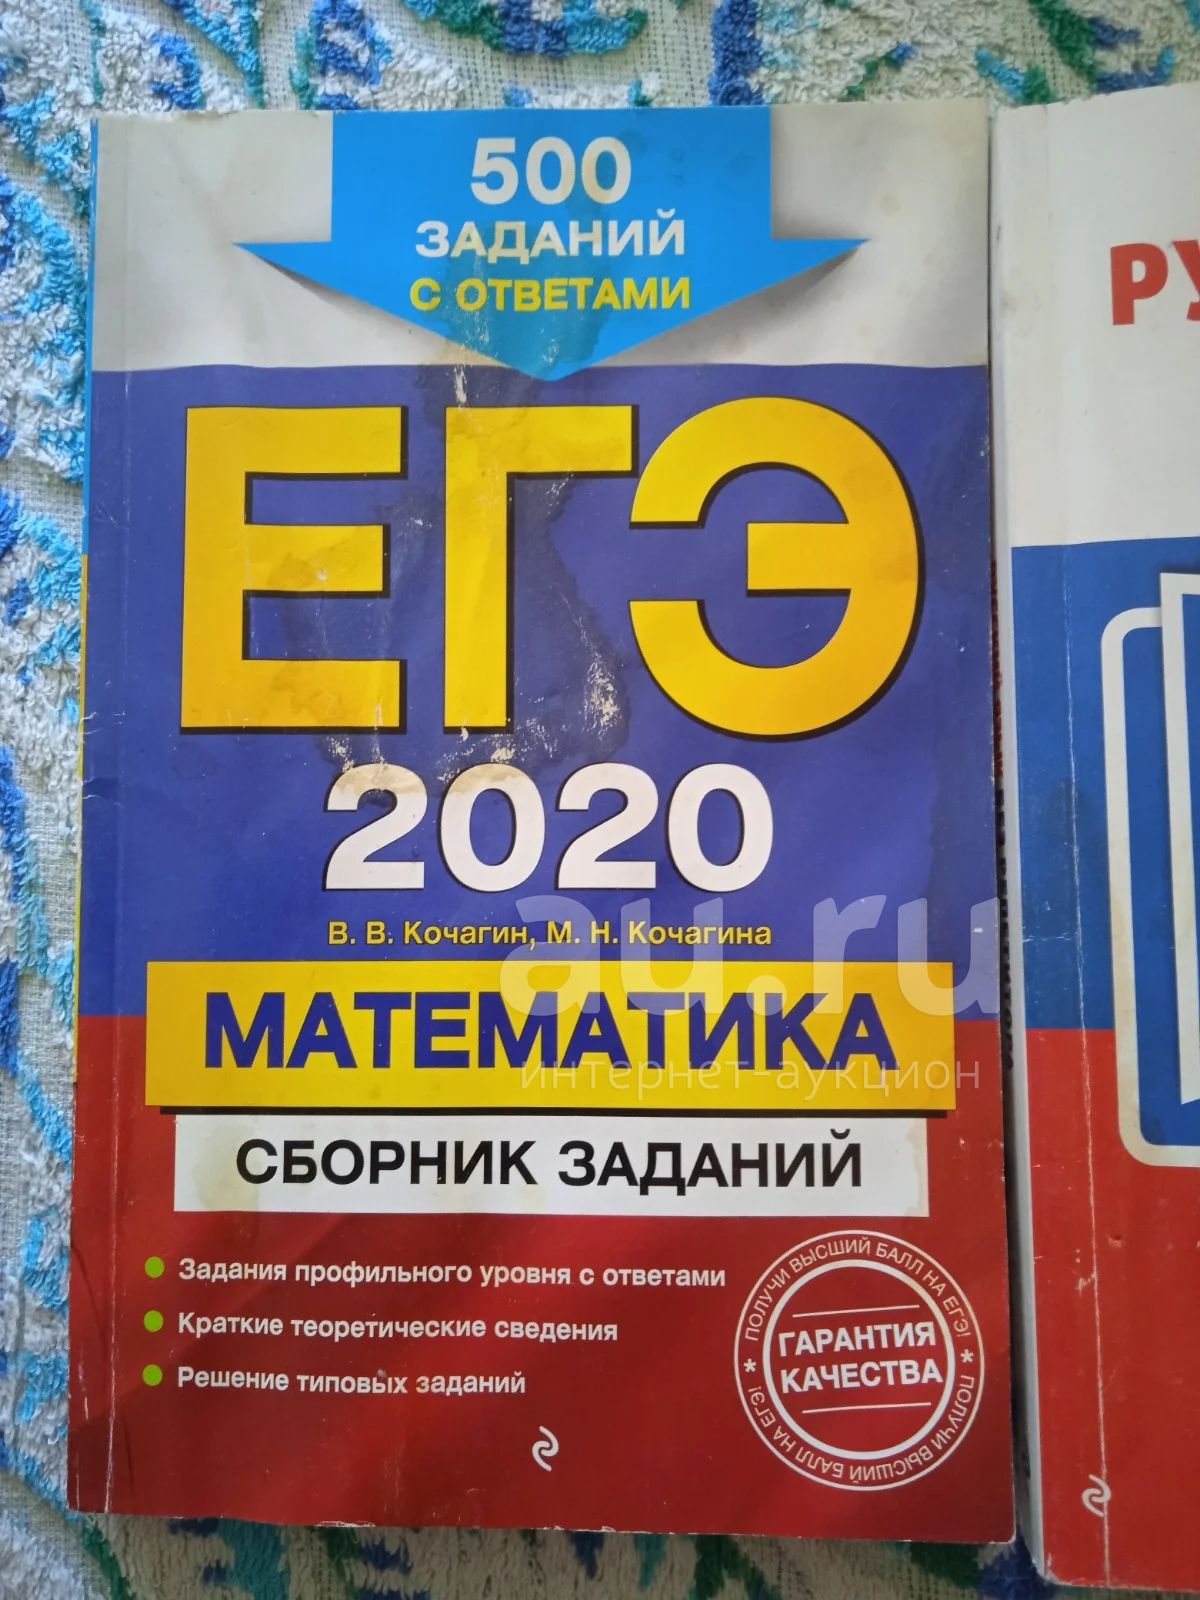 500
ЗАДАНИЙ
С ОТВЕТАМИ
ЕГЭ
2020
В. В. Кочагин, М. Н. Кочагина
МАТЕМАТИКА
СБОРНИК ЗАДАНИЙ
Задания профильного уровня с ответами
Краткие теоретические сведения
Решение типовых заданий
ПОЛУЧИ ВЫСШИЙ БАЛЛ НА ЕГЭ! * ПОЛУЧИ ВЫСШИЙ БАЛЛ НА ЕГЭ! *
ГАРАНТИЯ
КАЧЕСТВА
РУ
au.ru
интернет-аукцион